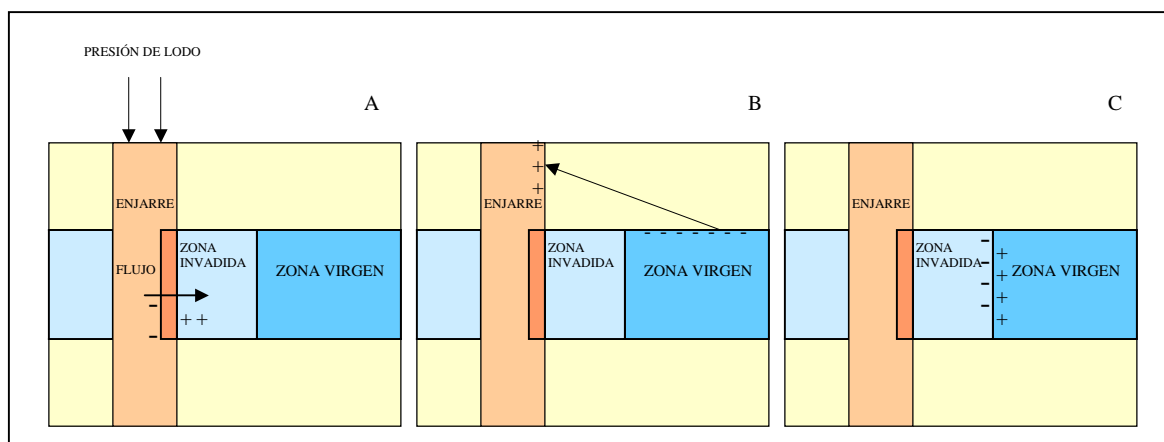 PRESIÓN DE LODO
A
ENJARRE
FLUJO
ZONA
INVADIDA
ZONA VIRGEN
-
-
+ +
B
+
+
+
ENJARRE
- - - - - - - -
ZONA
INVADIDA
ZONA VIRGEN
C
ENJARRE
ZONA
INVADIDA
-
-
-
-
+
+
+
+
ZONA VIRGEN